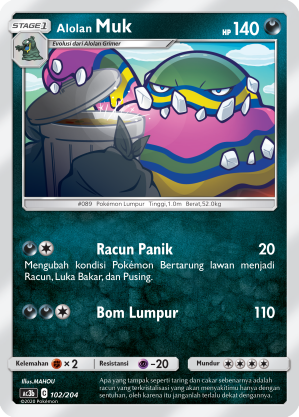 STAGE 1
Alolan Muk
HP 140
Evolusi dari Alolan Grimer
#089 Pokémon Lumpur Tinggi, 1.0m Berat, 52.0kg
Racun Panik 20
Mengubah kondisi Pokémon Bertarung lawan menjadi
Racun, Luka Bakar, dan Pusing.
Bom Lumpur 110
Kelemahan ×2 Resistansi -20 Mundur
Illus. MAHOU
AC3b C 102/204
©2020 Pokémon
Apa yang tampak seperti taring dan cakar sebenarnya adalah
racun yang terkristalisasi yang akan menyakiti hanya dengan
sentuhan, oleh karena itu janganlah terlalu dekat dengannya.